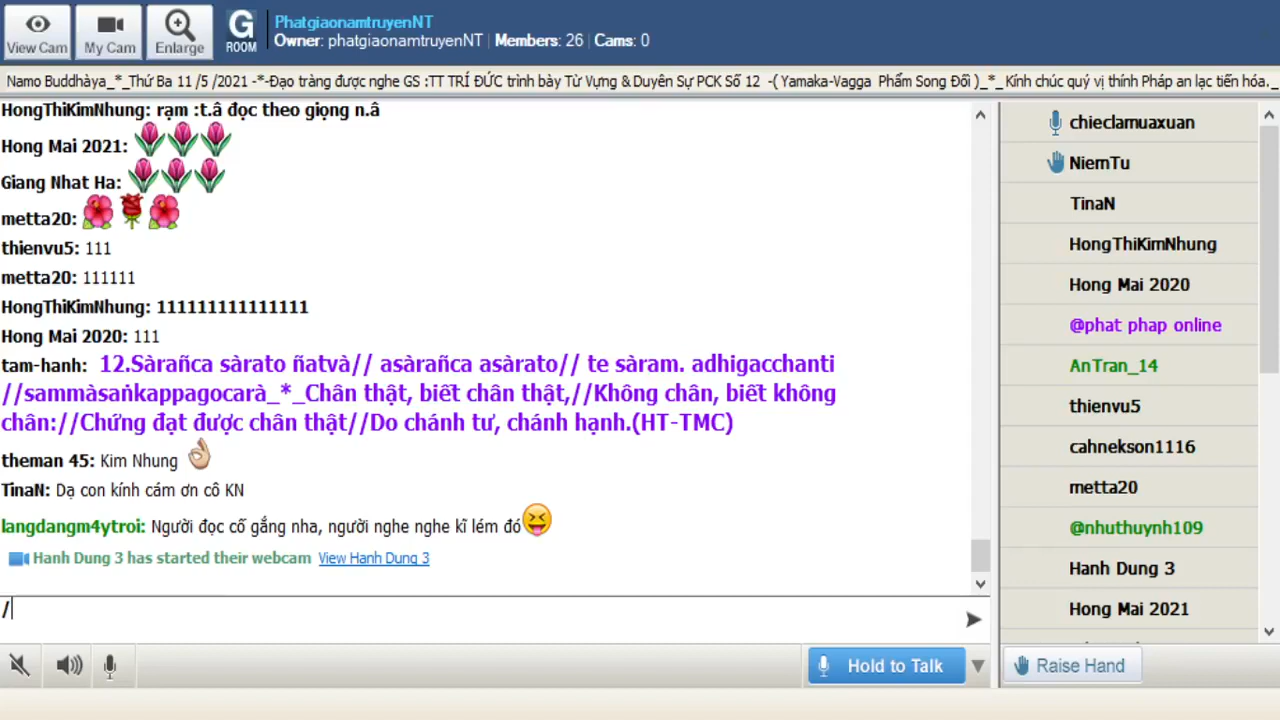 View Cam
My Cam
Enlarge
G
ROOM
PhatgiaonamtruyenNT
Owner: phatgiaonamtruyenNT | Members: 26 | Cams: 0
Namo Buddhàya_*_Thứ Ba 11 /5 /2021 -*-Đạo tràng được nghe GS :TT TRÍ ĐỨC trình bày Từ Vựng & Duyên Sự PCK Số 12 -( Yamaka-Vagga Phẩm Song Đối )_*_Kính chúc quý vị thính Pháp an lạc tiến hóa._
HongThiKimNhung: rạm :t.â đọc theo giọng n.â
Hong Mai 2021:
Giang Nhat Ha:
metta20:
thienvu5: 111
metta20: 111111
HongThiKimNhung: 111111111111111
Hong Mai 2020: 111
tam-hanh: 12.Sàrañca sàrato ñatvà// asàrañca asàrato// te sàram. adhigacchanti
//sammàsaṅkappagocarà_*_Chân thật, biết chân thật,//Không chân, biết không
chân://Chứng đạt được chân thật//Do chánh tư, chánh hạnh.(HT-TMC)
theman 45: Kim Nhung
TinaN: Dạ con kính cám ơn cô KN
langdangm4ytroi: Người đọc cố gắng nha, người nghe nghe kĩ lém đó
Hanh Dung 3 has started their webcam View Hanh Dung 3
/
Hold to Talk
chieclamuaxuan
NiemTu
TinaN
HongThiKimNhung
Hong Mai 2020
@phat phap online
AnTran_14
thienvu5
cahnekson1116
metta20
@nhuthuynh109
Hanh Dung 3
Hong Mai 2021
Raise Hand